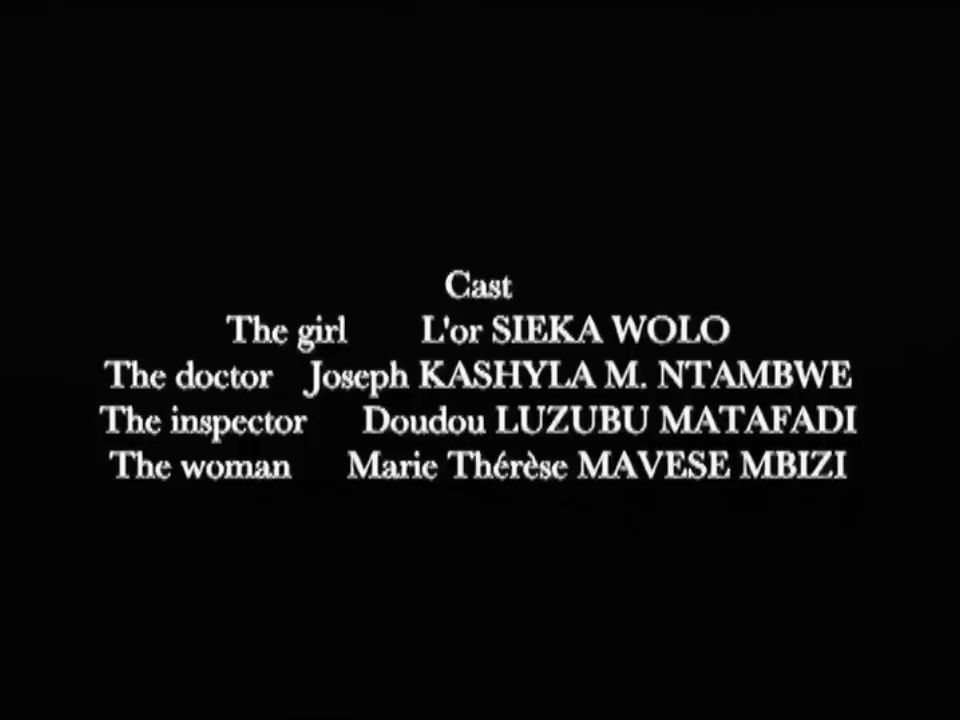 Cast
The girl L'or SIEKA WOLO
The doctor Joseph KASHYLA M. NTAMBWE
The inspector Doudou LUZUBU MATAFADI
The woman Marie Thérèse MAVESE MBIZI